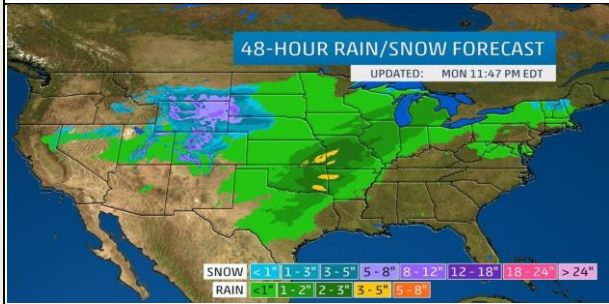 48-HOUR RAIN/SNOW FORECAST
UPDATED: MON 11:47 PM EDT
SNOW <1" 1 - 3" 3 - 5" 5 - 8" 8 - 12" 12 - 18" 18 - 24" > 24"
RAIN <1" 1 - 2" 2 - 3" 3 - 5" 5 - 8"